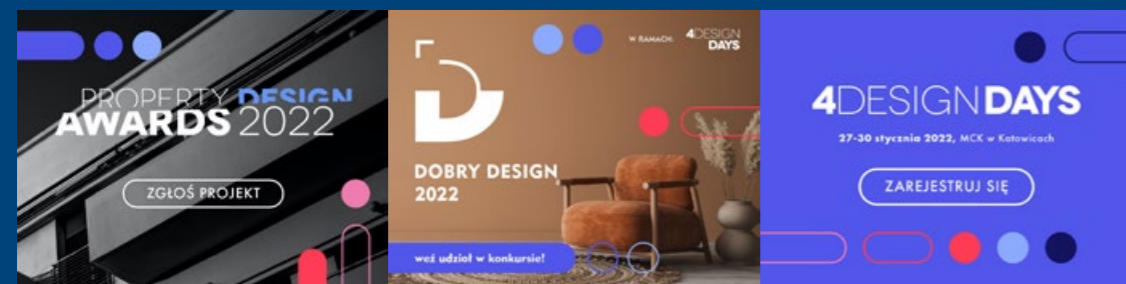 PROPERTY DESIGN
AWARDS 2022
ZGŁOŚ PROJEKT
W RAMACH:
4DESIGN
DAYS
DOBRY DESIGN
2022
weź udział w konkursie!
4DESIGN DAYS
27-30 stycznia 2022, MCK w Katowicach
ZAREJESTRUJ SIĘ